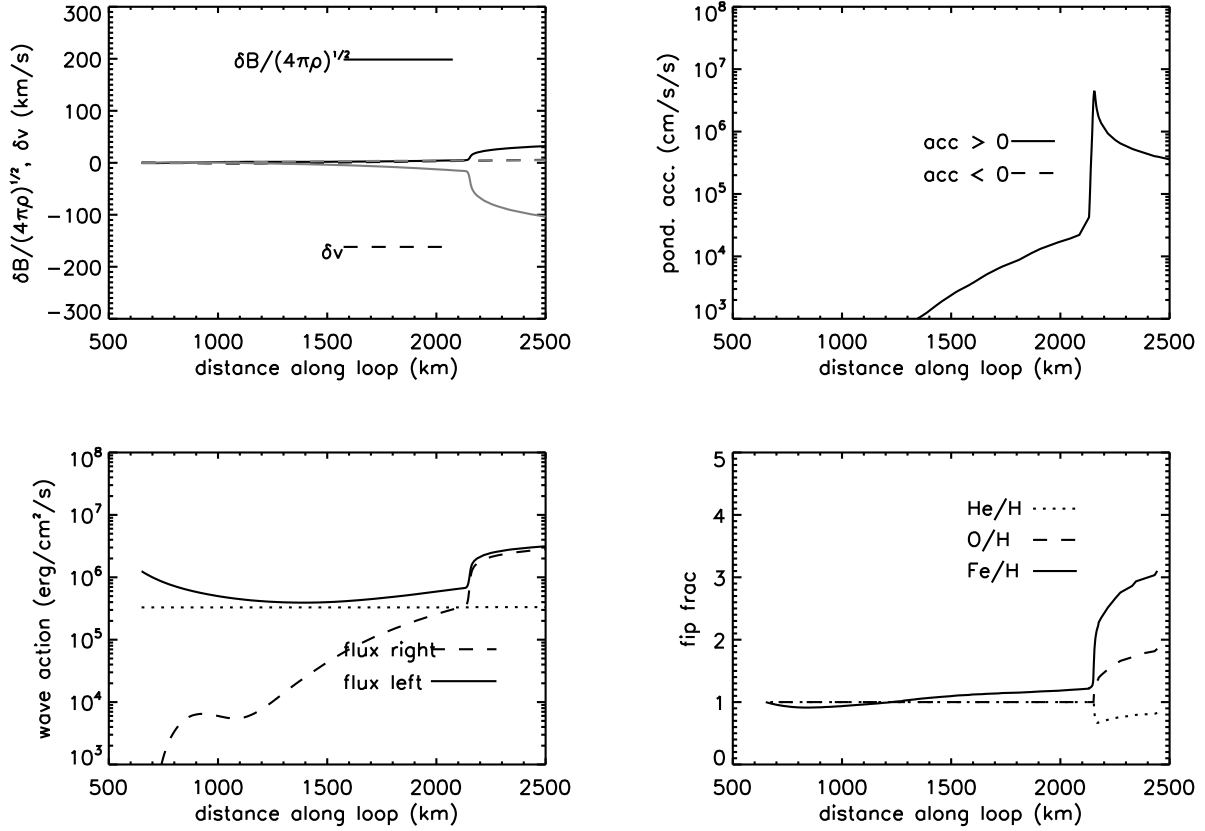 300
200
100
0
−100
−200
−300
δB/(4πρ)^1/2, δv (km/s)
δB/(4πρ)^1/2
δv
500 1000 1500 2000 2500
distance along loop (km)
10^8
10^7
10^6
10^5
10^4
10^3
pond. acc. (cm/s/s)
acc > 0
acc < 0
500 1000 1500 2000 2500
distance along loop (km)
10^8
10^7
10^6
10^5
10^4
10^3
wave action (erg/cm²/s)
flux right
flux left
500 1000 1500 2000 2500
distance along loop (km)
5
4
3
2
1
0
fip frac
He/H
O/H
Fe/H
500 1000 1500 2000 2500
distance along loop (km)